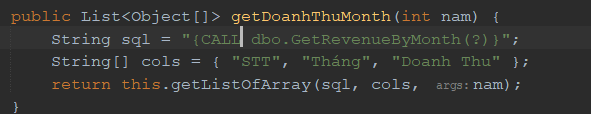 public List<Object[]> getDoanhThuMonth(int nam) {
    String sql = "{CALL dbo.GetRevenueByMonth(?)}";
    String[] cols = { "STT", "Tháng", "Doanh Thu" };
    return this.getListOfArray(sql, cols, args: nam);
}